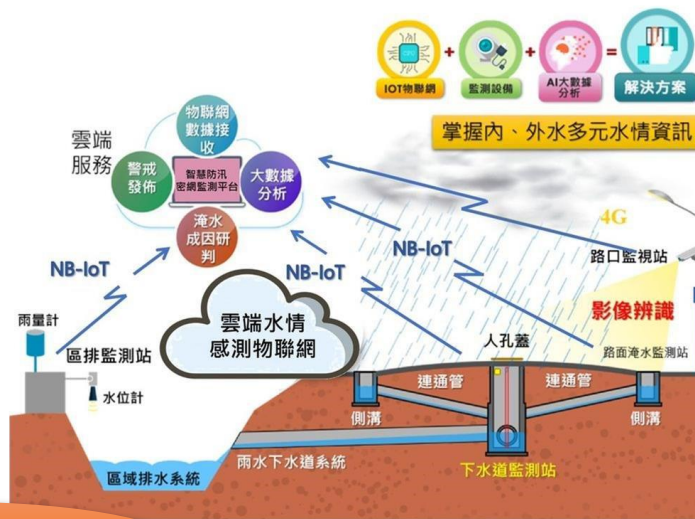 IOT物聯網
監測設備
AI大數據
分析
解決方案
掌握內、外水多元水情資訊
雲端
服務
物聯網
數據接
收
警戒
發佈
智慧防汛
密網監測平台
大數據
分析
淹水
成因研
判
4G
NB-IoT
NB-IoT
NB-IoT
路口監視站
雲端水情
感測物聯網
影像辨識
雨量計
區排監測站
水位計
人孔蓋
路面淹水監測站
連通管
連通管
側溝
側溝
雨水下水道系統
下水道監測站
區域排水系統